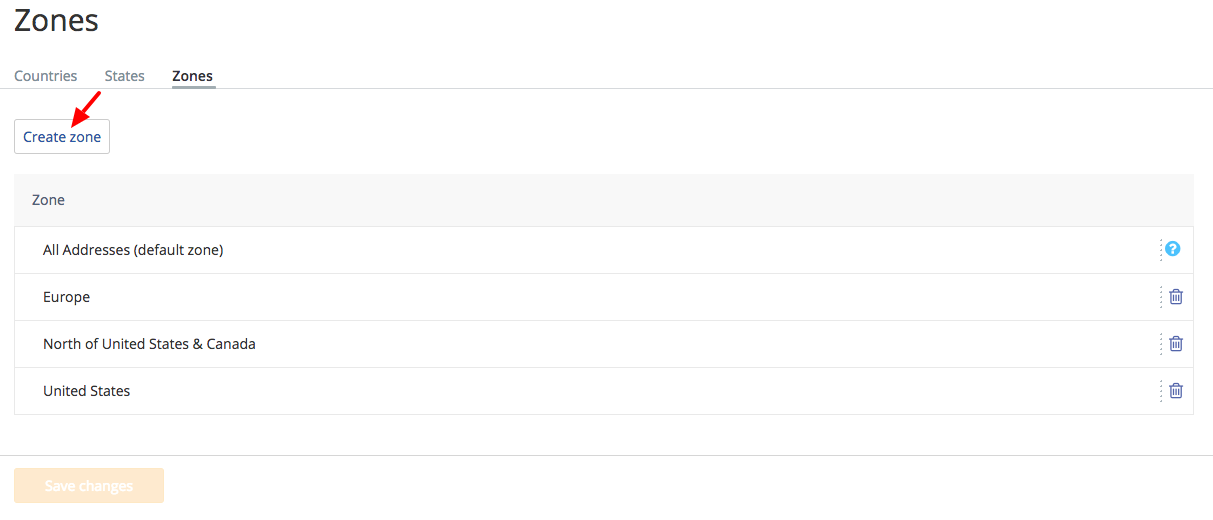 Zones
Countries States Zones
Create zone
Zone
All Addresses (default zone)
?
Europe
North of United States & Canada
United States
Save changes